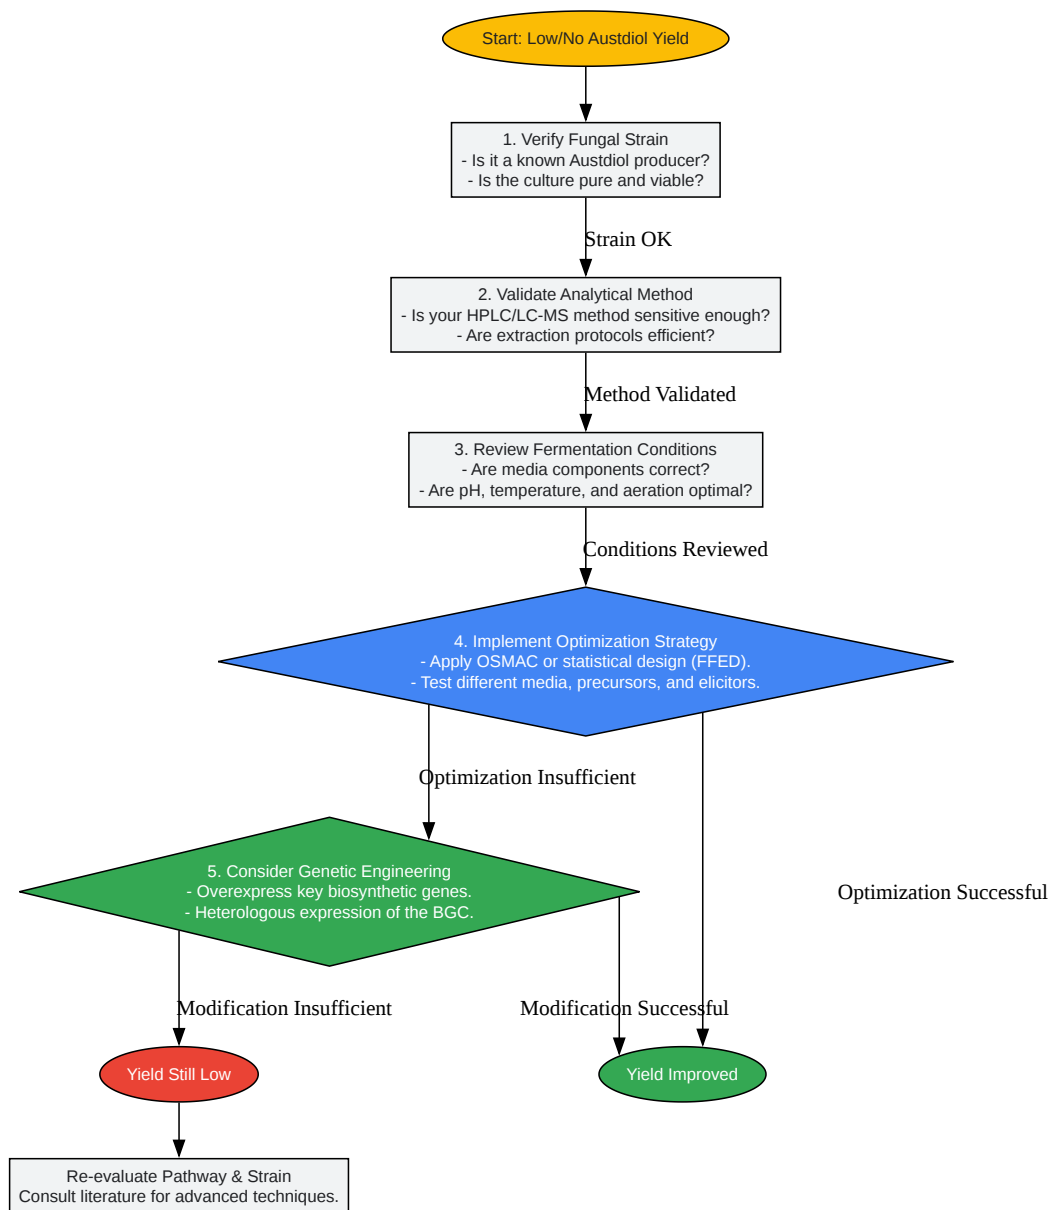 Start: Low/No Austdiol Yield
1. Verify Fungal Strain
- Is it a known Austdiol producer?
- Is the culture pure and viable?
Strain OK
2. Validate Analytical Method
- Is your HPLC/LC-MS method sensitive enough?
- Are extraction protocols efficient?
Method Validated
3. Review Fermentation Conditions
- Are media components correct?
- Are pH, temperature, and aeration optimal?
Conditions Reviewed
4. Implement Optimization Strategy
- Apply OSMAC or statistical design (FFED).
- Test different media, precursors, and elicitors.
Optimization Insufficient
5. Consider Genetic Engineering
- Overexpress key biosynthetic genes.
- Heterologous expression of the BGC.
Optimization Successful
Modification Insufficient
Modification Successful
Yield Still Low
Yield Improved
Re-evaluate Pathway & Strain
Consult literature for advanced techniques.